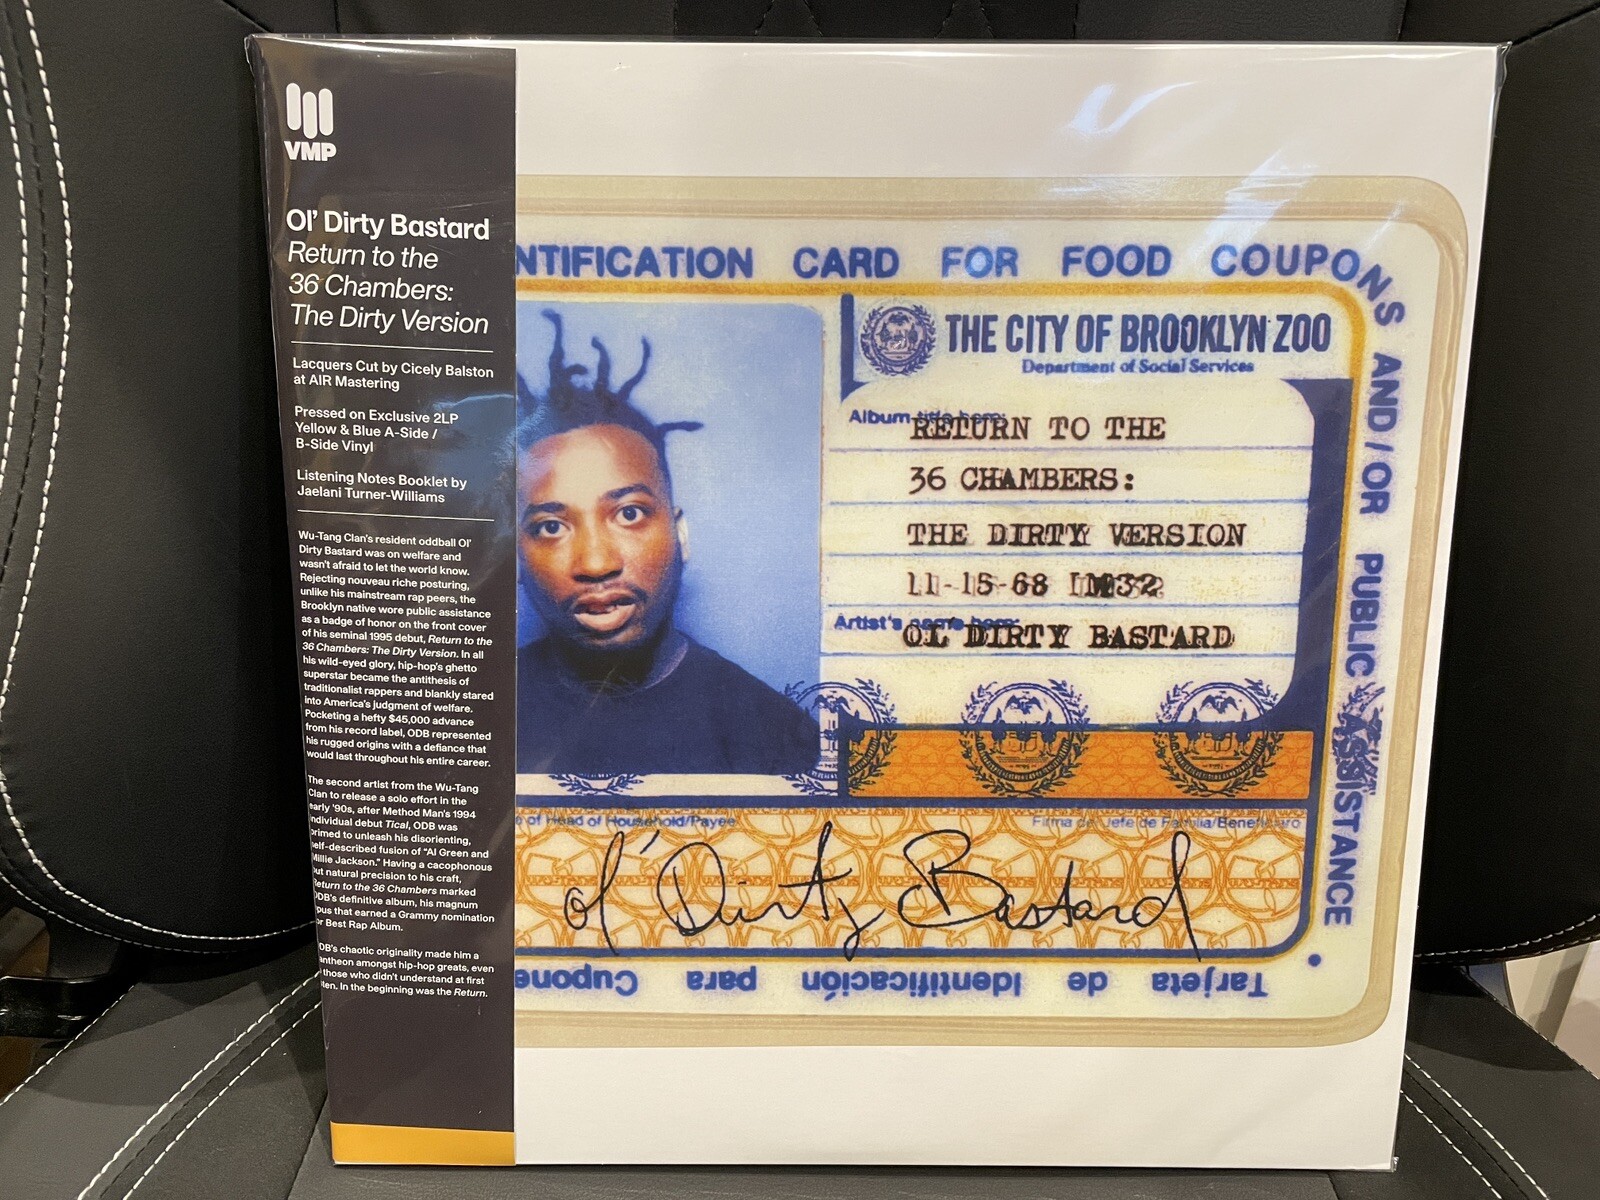 VMP
Ol' Dirty Bastard
Return to the
36 Chambers:
The Dirty Version
Lacquers Cut by Cicely Balston
at AIR Mastering
Pressed on Exclusive 2LP
Yellow & Blue A-Side /
B-Side Vinyl
Listening Notes Booklet by
Jaelani Turner-Williams
Wu-Tang Clan's resident oddball Ol'
Dirty Bastard was on welfare and
wasn't afraid to let the world know.
Rejecting nouveau riche posturing,
unlike his mainstream rap peers, the
Brooklyn native wore public assistance
as a badge of honor on the front cover
of his seminal 1995 debut, Return to the
36 Chambers: The Dirty Version. In all
his wild-eyed glory, hip-hop's ghetto
superstar became the antithesis of
traditionalist rappers and blankly stared
into America's judgment of welfare.
Pocketing a hefty $45,000 advance
from his record label, ODB represented
his rugged origins with a defiance that
would last throughout his entire career.
The second artist from the Wu-Tang
Clan to release a solo effort in the
early '90s, after Method Man's 1994
individual debut Tical, ODB was
primed to unleash his disorienting,
self-described fusion of "Al Green and
Millie Jackson." Having a cacophonous
but natural precision to his craft,
Return to the 36 Chambers marked
ODB's definitive album, his magnum
pus that earned a Grammy nomination
or Best Rap Album.
DB's chaotic originality made him a
antheon amongst hip-hop greats, even
those who didn't understand at first
ten. In the beginning was the Return.
NTIFICATION CARD FOR FOOD COUPONS AND/OR PUBLIC ASSISTANCE
THE CITY OF BROOKLYN ZOO
Department of Social Services
Album title here:
RETURN TO THE
36 CHAMBERS:
THE DIRTY VERSION
11-15-68
Artist's name here:
OL' DIRTY BASTARD
of Head of Household/Payee
Firma de Jefe de Familia/Beneficiaro
Ol' Dirty Bastard
Tarjeta de Identificación para Cupone